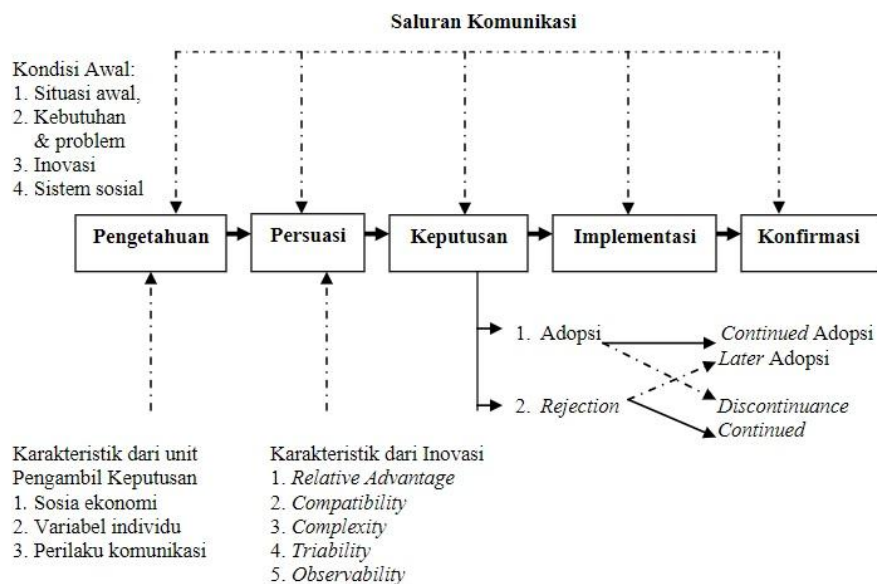 Saluran Komunikasi
Kondisi Awal:
1. Situasi awal,
2. Kebutuhan
& problem
3. Inovasi
4. Sistem sosial
Pengetahuan
Persuasi
Keputusan
Implementasi
Konfirmasi
1. Adopsi
2. Rejection
Continued Adopsi
Later Adopsi
Discontinuance
Continued
Karakteristik dari unit
Pengambil Keputusan
1. Sosia ekonomi
2. Variabel individu
3. Perilaku komunikasi
Karakteristik dari Inovasi
1. Relative Advantage
2. Compatibility
3. Complexity
4. Triability
5. Observability